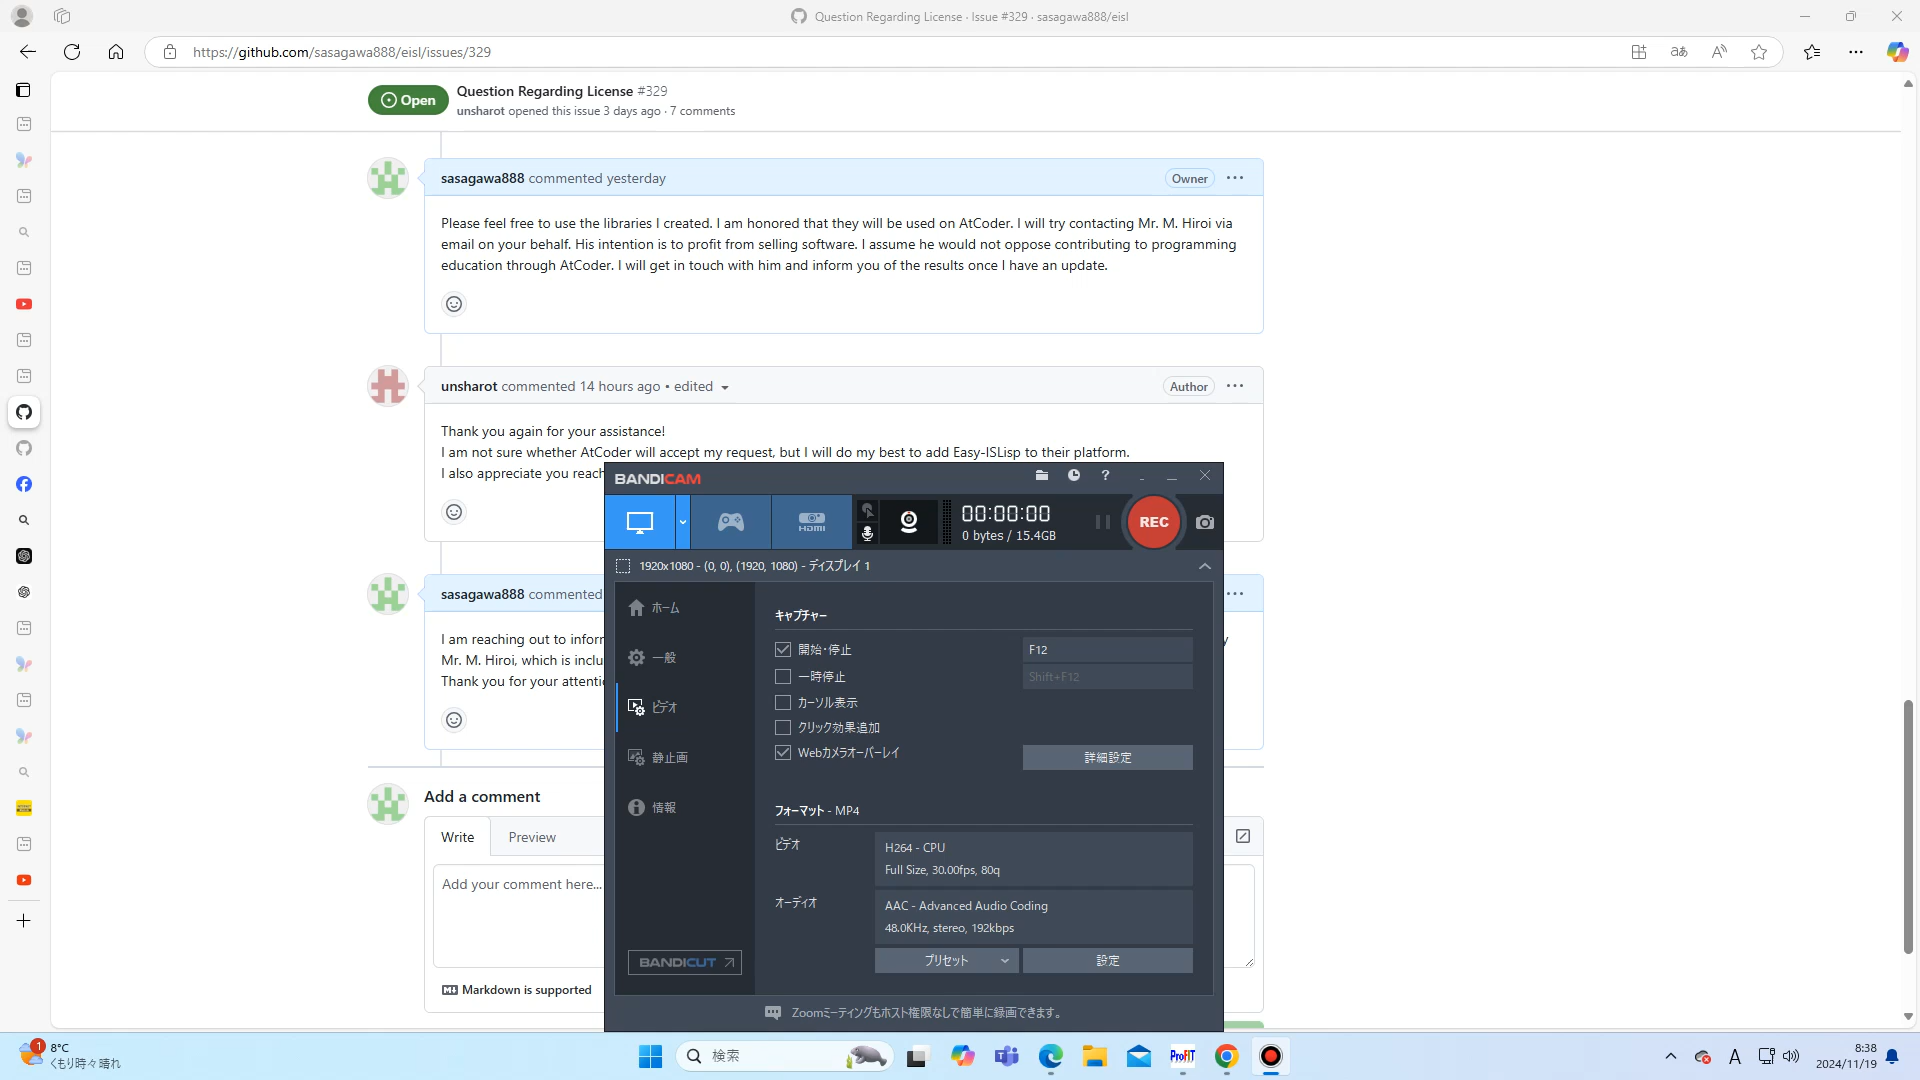 Question Regarding License · Issue #329 · sasagawa888/eisl
https://github.com/sasagawa888/eisl/issues/329
Open
Question Regarding License #329
unsharot opened this issue 3 days ago · 7 comments
sasagawa888 commented yesterday
Owner
Please feel free to use the libraries I created. I am honored that they will be used on AtCoder. I will try contacting Mr. M. Hiroi via
email on your behalf. His intention is to profit from selling software. I assume he would not oppose contributing to programming
education through AtCoder. I will get in touch with him and inform you of the results once I have an update.
unsharot commented 14 hours ago • edited
Author
Thank you again for your assistance!
I am not sure whether AtCoder will accept my request, but I will do my best to add Easy-ISLisp to their platform.
I also appreciate you reach
sasagawa888 commented
I am reaching out to inform
y
Mr. M. Hiroi, which is inclu
Thank you for your attenti
Add a comment
Write
Preview
Add your comment here...
Markdown is supported
BANDICAM
?
HDMI
00:00:00
0 bytes / 15.4GB
REC
1920x1080 - (0, 0), (1920, 1080) - ディスプレイ 1
ホーム
一般
ビデオ
静止画
情報
BANDICUT
キャプチャー
開始・停止
F12
一時停止
Shift+F12
カーソル表示
クリック効果追加
Webカメラオーバーレイ
詳細設定
フォーマット - MP4
ビデオ
H264 - CPU
Full Size, 30.00fps, 80q
オーディオ
AAC - Advanced Audio Coding
48.0KHz, stereo, 192kbps
プリセット
設定
Zoomミーティングもホスト権限なしで簡単に録画できます。
1
8°C
くもり時々晴れ
検索
ProfIT
A
8:38
2024/11/19